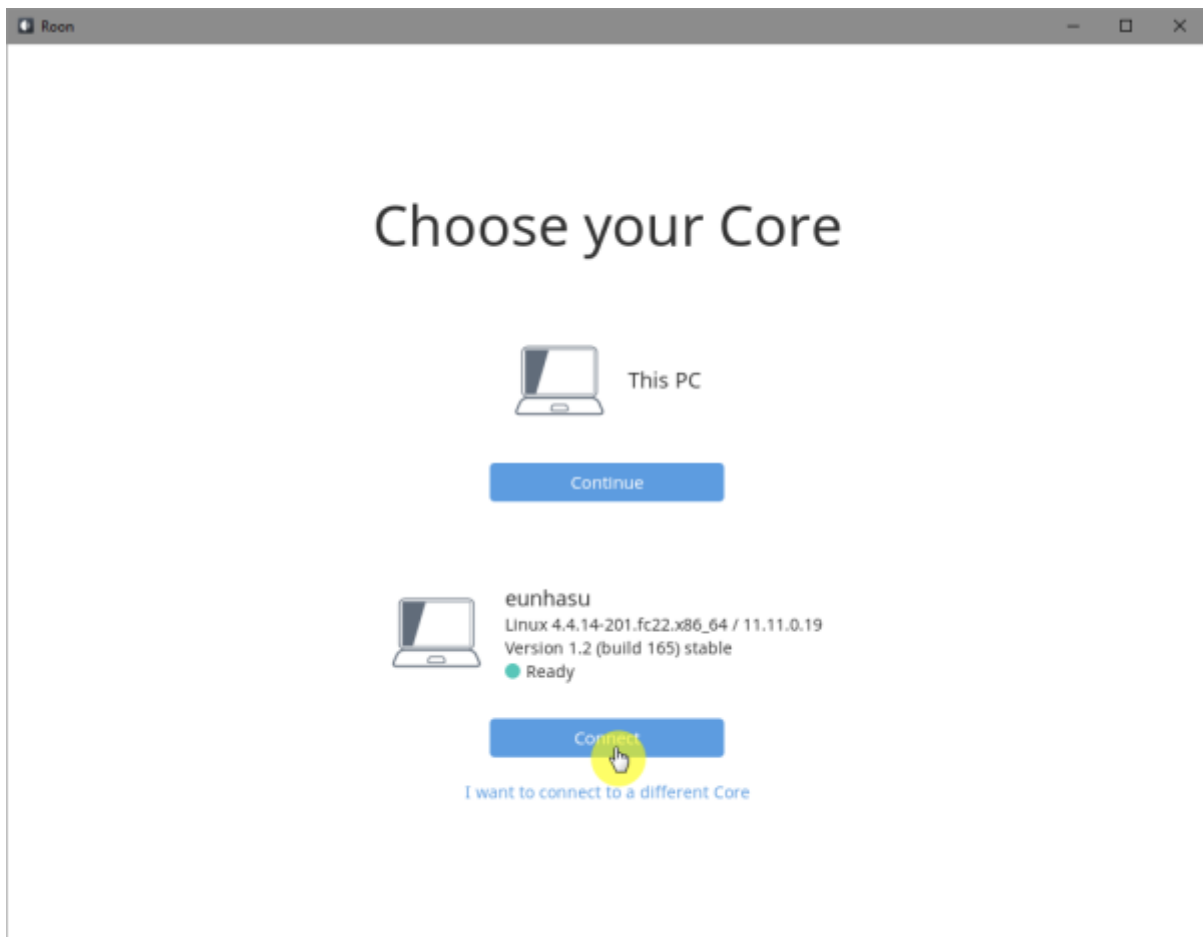 Roon
Choose your Core
This PC
Continue
eunhasu
Linux 4.4.14-201.fc22.x86_64 / 11.11.0.19
Version 1.2 (build 165) stable
Ready
Connect
I want to connect to a different Core